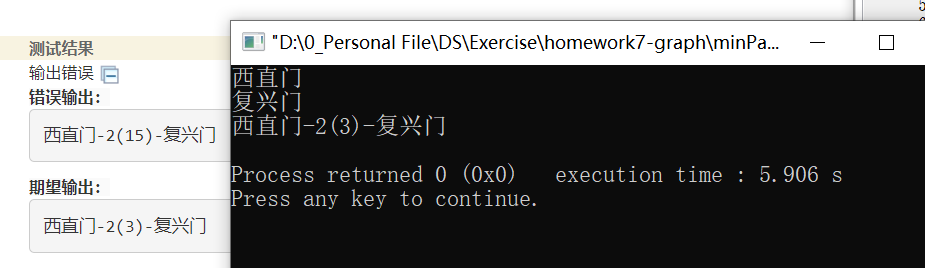 测试结果
输出错误
错误输出：
西直门-2(15)-复兴门
期望输出：
西直门-2(3)-复兴门
"D:\0_Personal File\DS\Exercise\homework7-graph\minPa...
西直门
复兴门
西直门-2(3)-复兴门
Process returned 0 (0x0)   execution time : 5.906 s
Press any key to continue.
5